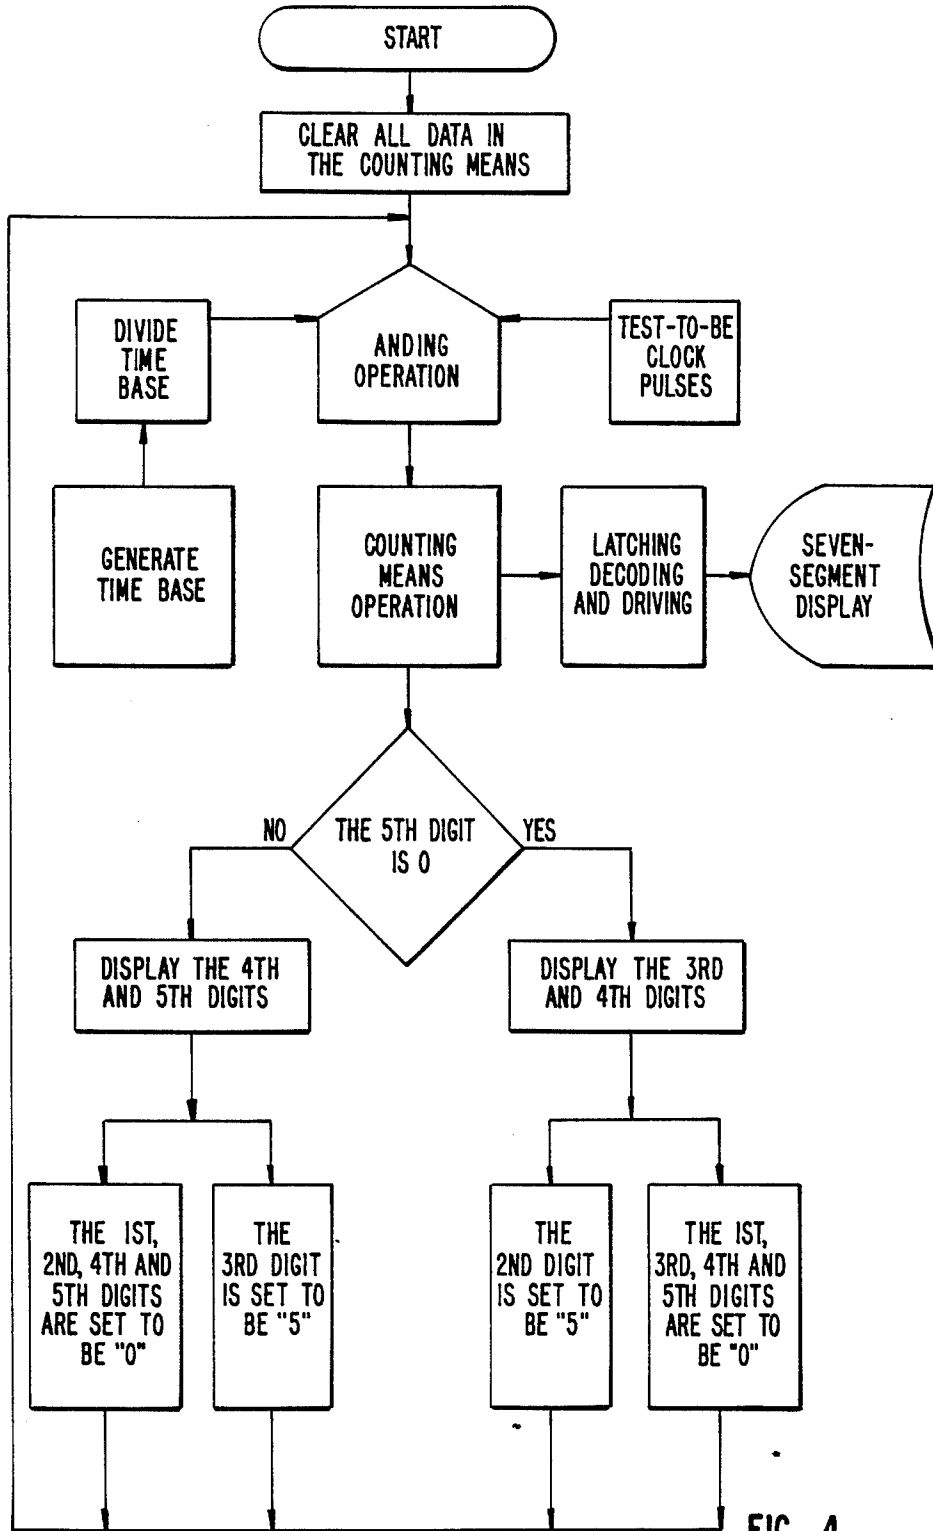 START
CLEAR ALL DATA IN
THE COUNTING MEANS
DIVIDE
TIME
BASE
ANDING
OPERATION
TEST-TO-BE
CLOCK
PULSES
GENERATE
TIME BASE
COUNTING
MEANS
OPERATION
LATCHING
DECODING
AND DRIVING
SEVEN-
SEGMENT
DISPLAY
NO
THE 5TH DIGIT
IS 0
YES
DISPLAY THE 4TH
AND 5TH DIGITS
DISPLAY THE 3RD
AND 4TH DIGITS
THE 1ST,
2ND, 4TH AND
5TH DIGITS
ARE SET TO
BE "0"
THE
3RD DIGIT
IS SET TO
BE "5"
THE
2ND DIGIT
IS SET TO
BE "5"
THE 1ST,
3RD, 4TH AND
5TH DIGITS
ARE SET TO
BE "0"
FIG. 4